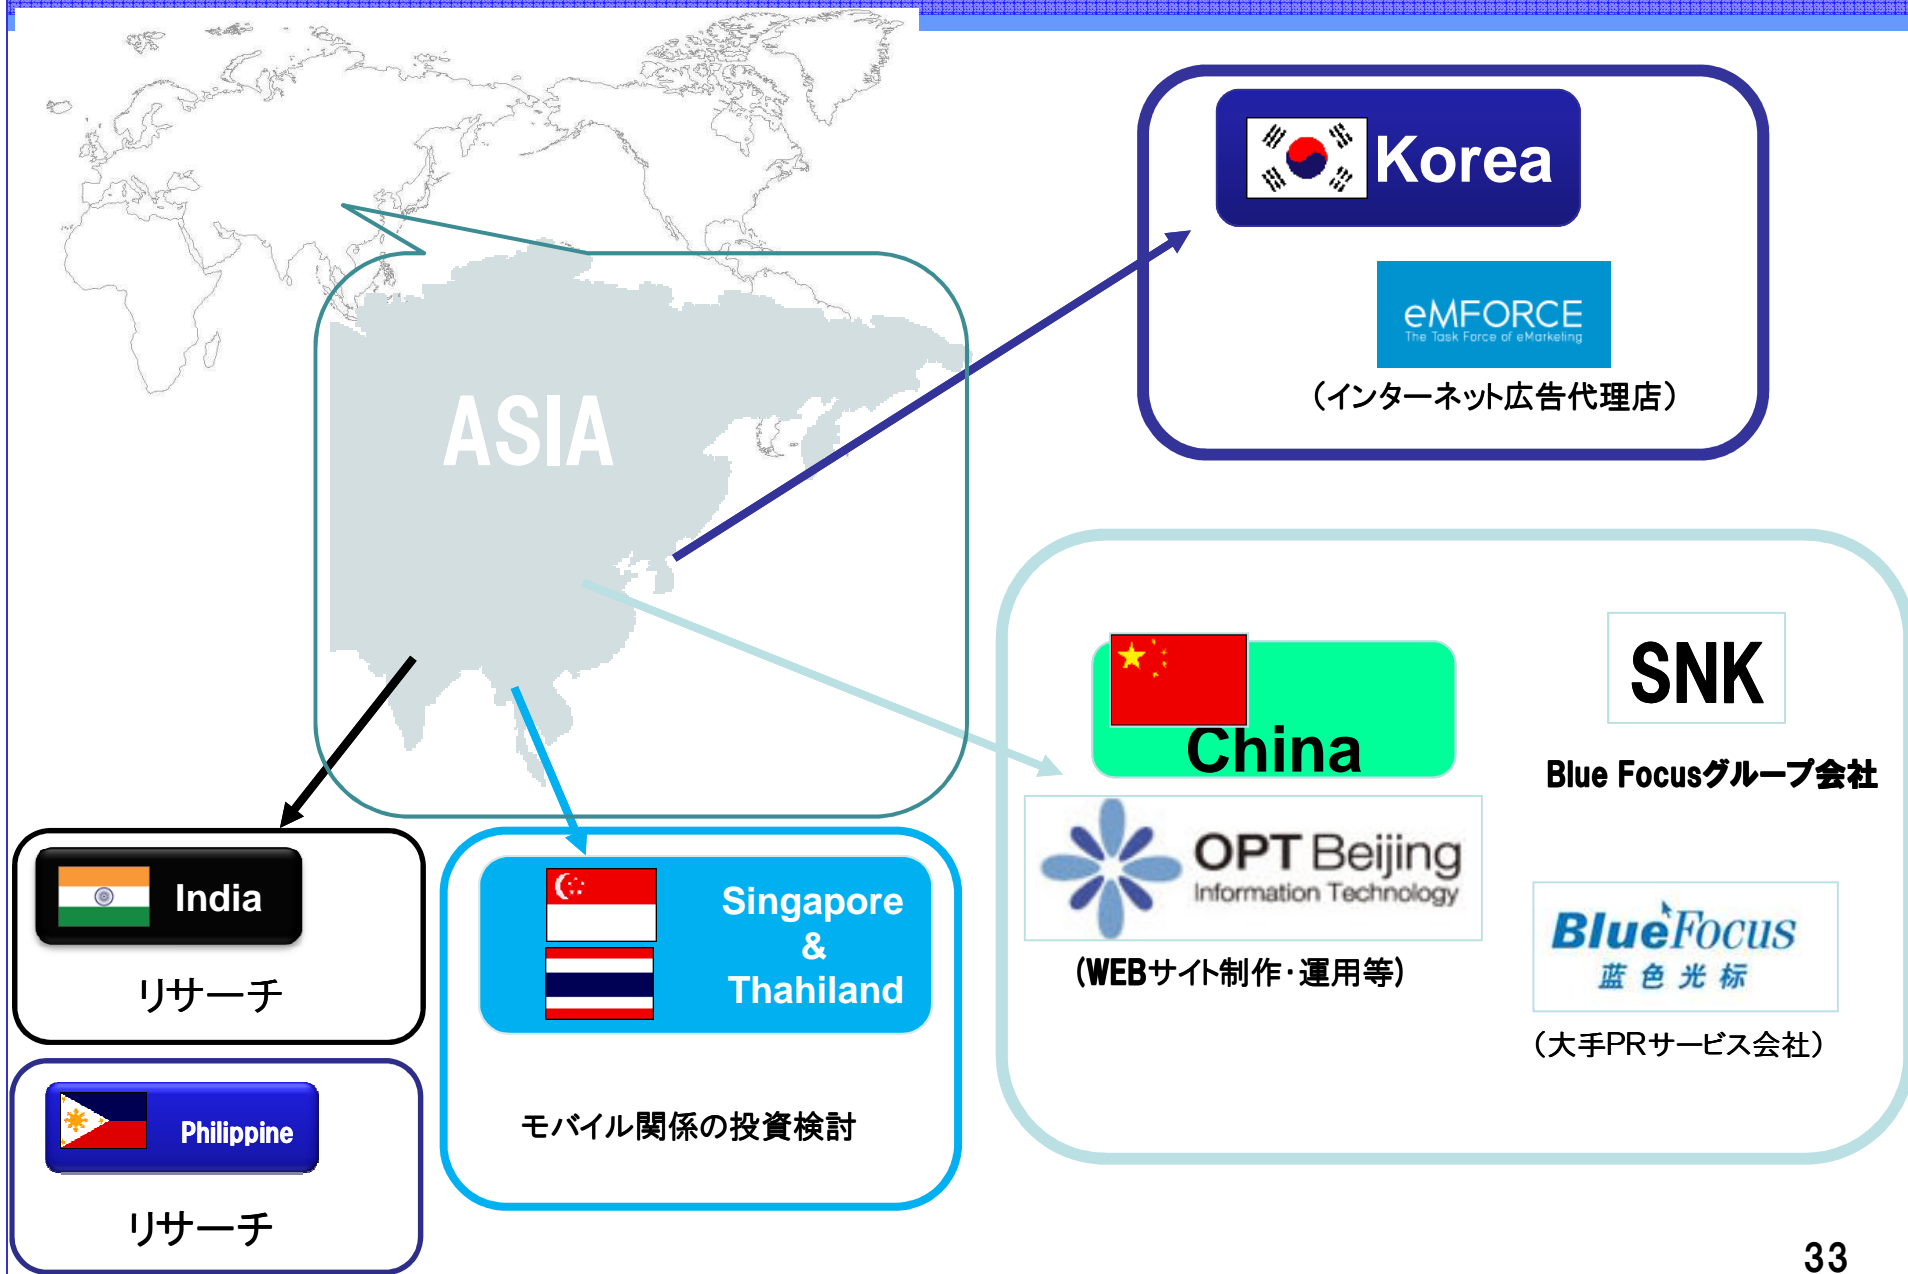 Korea
eMFORCE
The Task Force of eMarketing
（インターネット広告代理店）
ASIA
China
SNK
Blue Focusグループ会社
OPT Beijing
Information Technology
(WEBサイト制作・運用等)
BlueFocus
蓝色光标
（大手PRサービス会社）
India
リサーチ
Singapore
&
Thahiland
モバイル関係の投資検討
Philippine
リサーチ
33